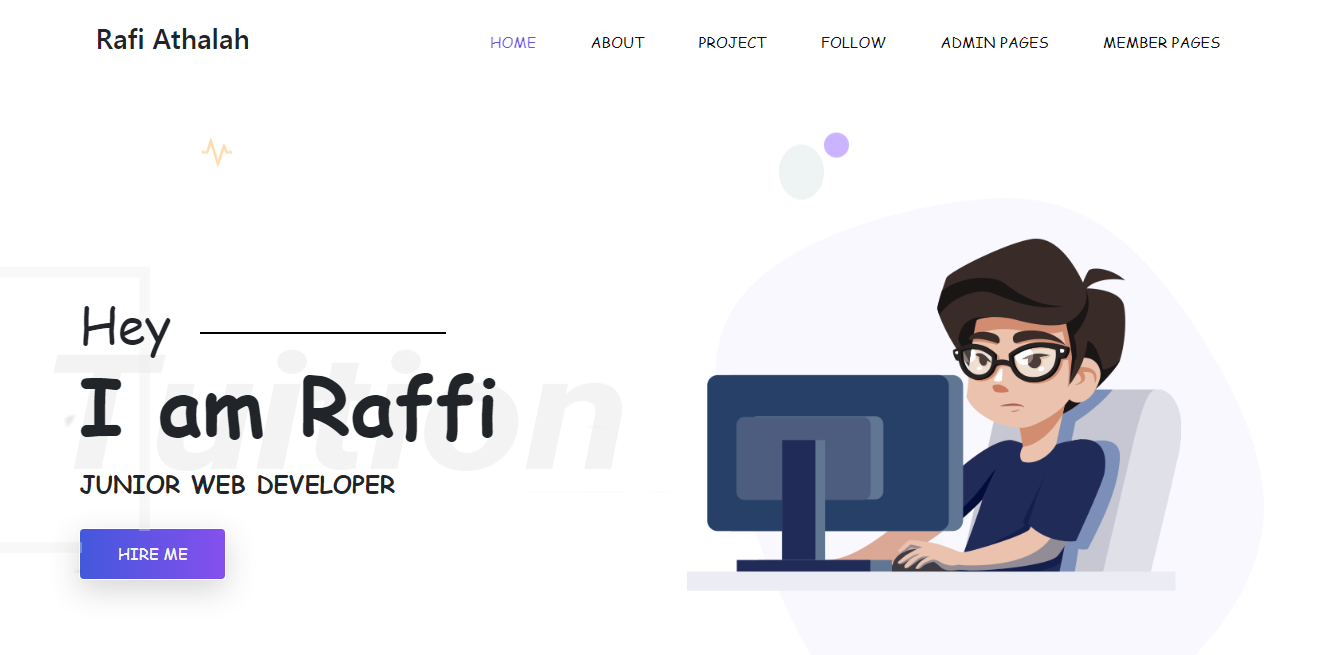 Rafi Athalah
HOME ABOUT PROJECT FOLLOW ADMIN PAGES MEMBER PAGES
Hey
Tuition
I am Raffi
JUNIOR WEB DEVELOPER
HIRE ME